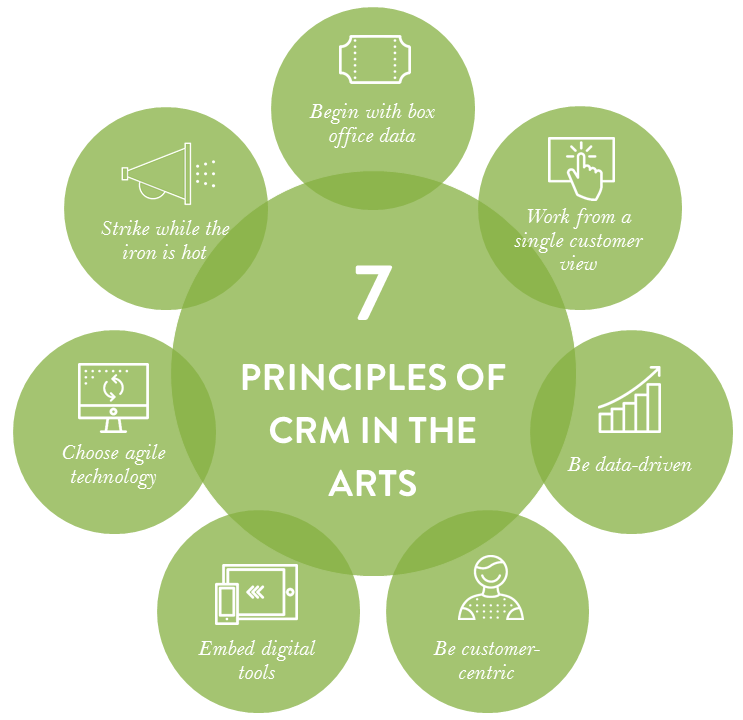 7
PRINCIPLES OF
CRM IN THE
ARTS
Begin with box
office data
Work from a
single customer
view
Be data-driven
Be customer-
centric
Embed digital
tools
Choose agile
technology
Strike while the
iron is hot